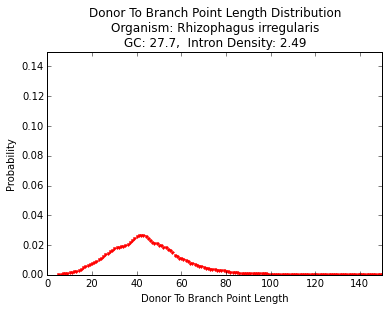 Donor To Branch Point Length Distribution
Organism: Rhizophagus irregularis
GC: 27.7,  Intron Density: 2.49
0.14
0.12
0.10
0.08
0.06
0.04
0.02
0.00
Probability
0 20 40 60 80 100 120 140
Donor To Branch Point Length